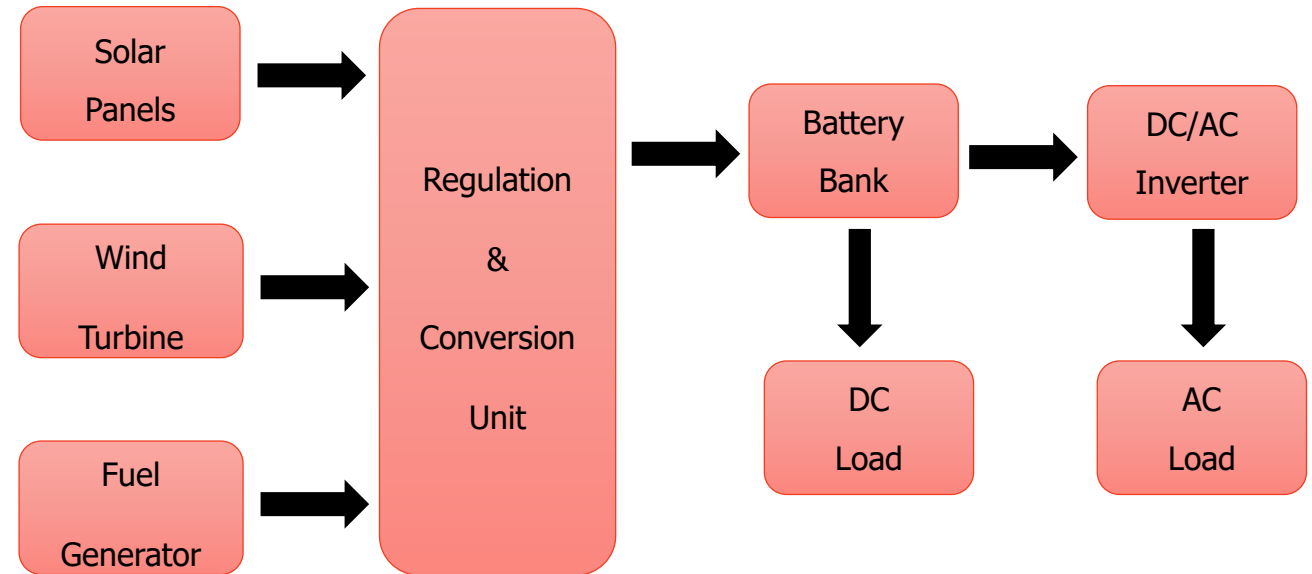 Solar
Panels
Wind
Turbine
Fuel
Generator
Regulation
&
Conversion
Unit
Battery
Bank
DC/AC
Inverter
DC
Load
AC
Load